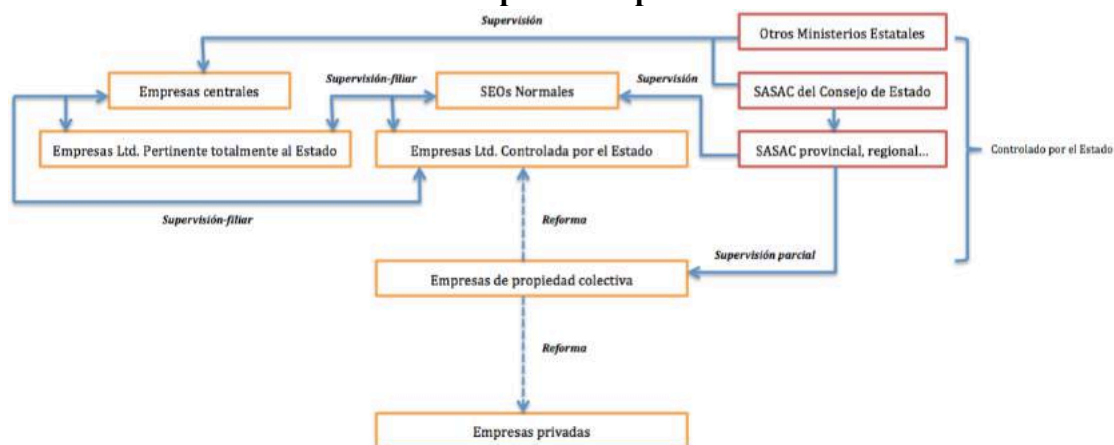 Supervisión
Otros Ministerios Estatales
Empresas centrales
Supervisión-filiar
SEOs Normales
Supervisión
SASAC del Consejo de Estado
Empresas Ltd. Pertinente totalmente al Estado
Empresas Ltd. Controlada por el Estado
SASAC provincial, regional...
Controlado por el Estado
Supervisión-filiar
Reforma
Supervisión parcial
Empresas de propiedad colectiva
Reforma
Empresas privadas